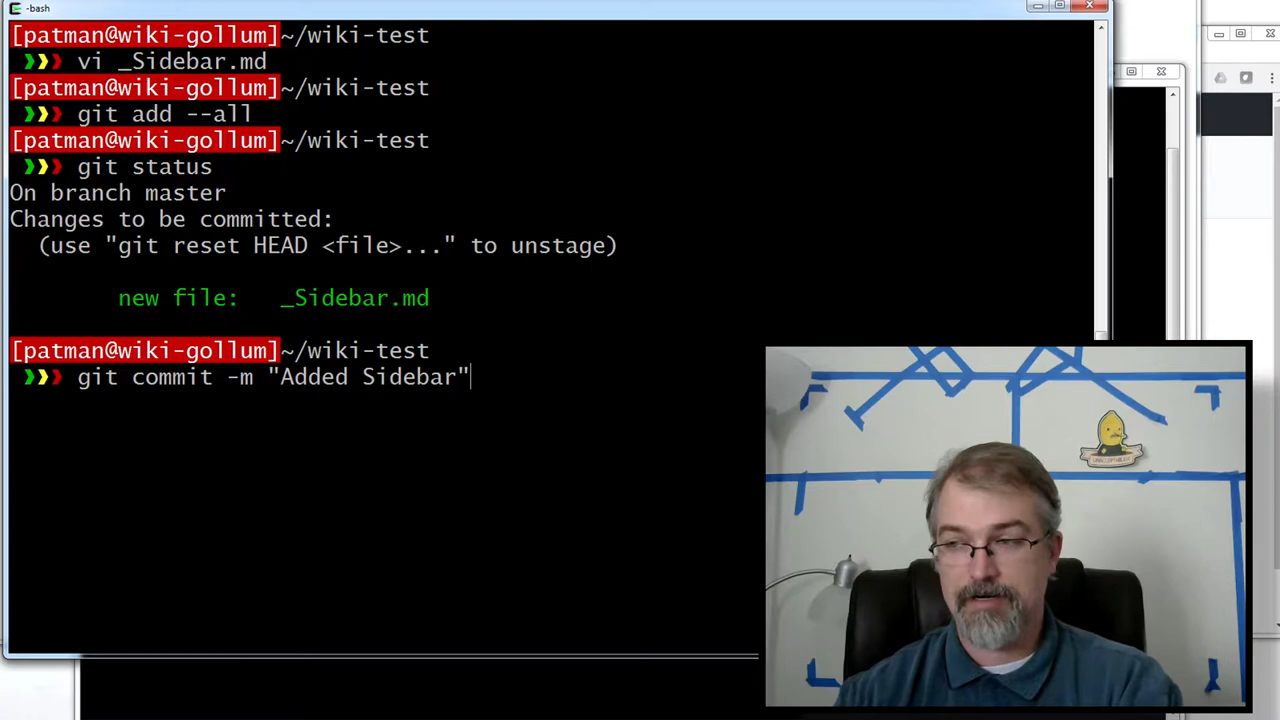 -bash
[patman@wiki-gollum]~/wiki-test
❯❯❯ vi _Sidebar.md
[patman@wiki-gollum]~/wiki-test
❯❯❯ git add --all
[patman@wiki-gollum]~/wiki-test
❯❯❯ git status
On branch master
Changes to be committed:
(use "git reset HEAD <file>..." to unstage)
new file: _Sidebar.md
[patman@wiki-gollum]~/wiki-test
❯❯❯ git commit -m "Added Sidebar"